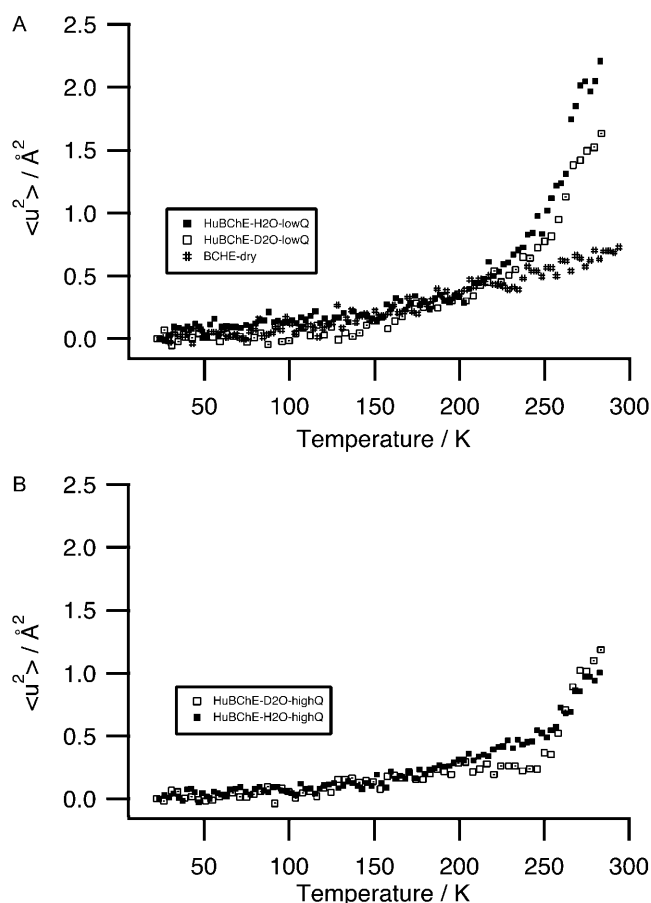 A
2.5
2.0
1.5
1.0
0.5
0.0
<u²> / Å²
HuBChE-H2O-lowQ
HuBChE-D2O-lowQ
BCHE-dry
50 100 150 200 250 300
Temperature / K
B
2.5
2.0
1.5
1.0
0.5
0.0
<u²> / Å²
HuBChE-D2O-highQ
HuBChE-H2O-highQ
50 100 150 200 250 300
Temperature / K